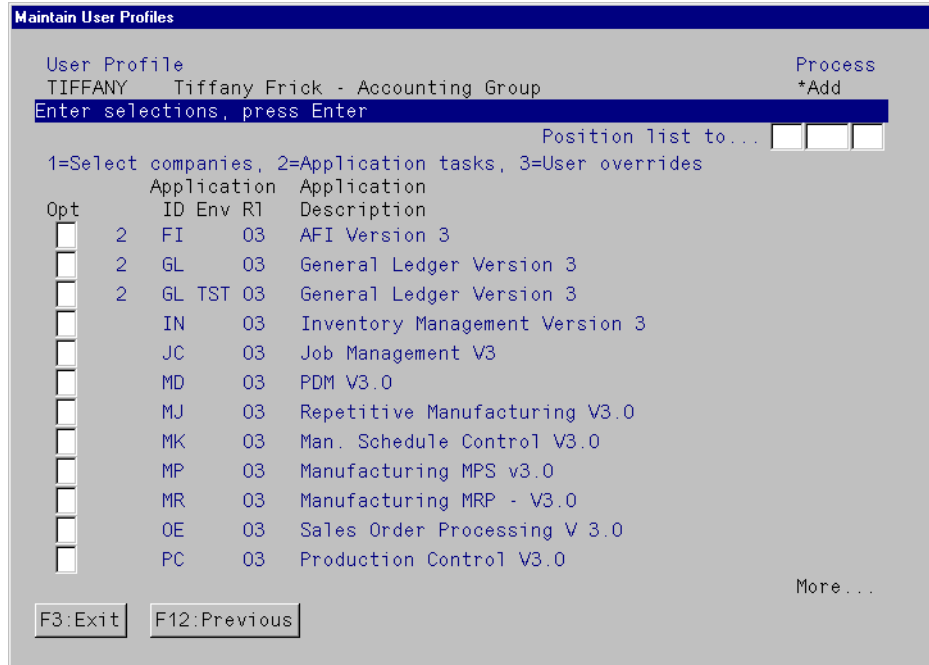 Maintain User Profiles
User Profile Process
TIFFANY Tiffany Frick - Accounting Group *Add
Enter selections, press Enter
Position list to...
1=Select companies, 2=Application tasks, 3=User overrides
Application Application
Opt ID Env Rl Description
2 FI 03 AFI Version 3
2 GL 03 General Ledger Version 3
2 GL TST 03 General Ledger Version 3
IN 03 Inventory Management Version 3
JC 03 Job Management V3
MD 03 PDM V3.0
MJ 03 Repetitive Manufacturing V3.0
MK 03 Man. Schedule Control V3.0
MP 03 Manufacturing MPS v3.0
MR 03 Manufacturing MRP - V3.0
OE 03 Sales Order Processing V 3.0
PC 03 Production Control V3.0
More...
F3:Exit F12:Previous